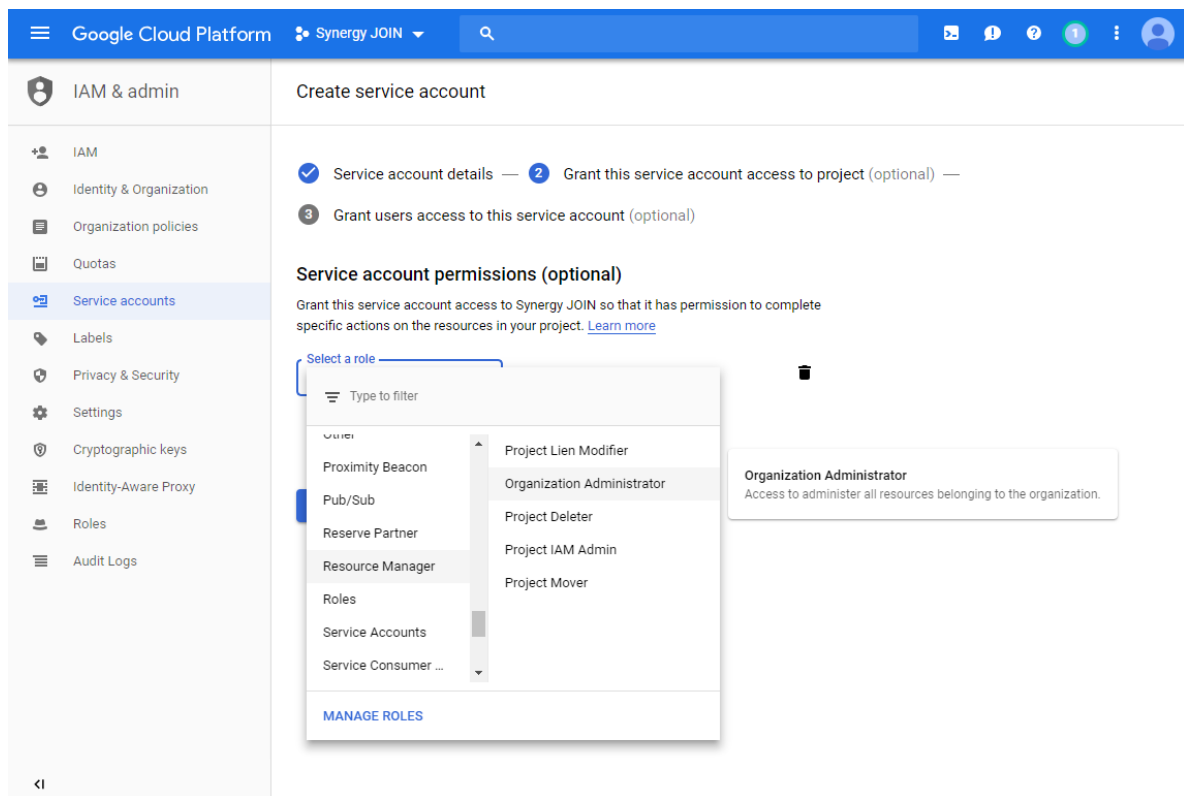 Google Cloud Platform
Synergy JOIN
1
IAM & admin
Create service account
IAM
Identity & Organization
Organization policies
Quotas
Service accounts
Labels
Privacy & Security
Settings
Cryptographic keys
Identity-Aware Proxy
Roles
Audit Logs
Service account details — 2 Grant this service account access to project (optional) —
3 Grant users access to this service account (optional)
Service account permissions (optional)
Grant this service account access to Synergy JOIN so that it has permission to complete
specific actions on the resources in your project. Learn more
Select a role
Type to filter
Other
Proximity Beacon
Pub/Sub
Reserve Partner
Resource Manager
Roles
Service Accounts
Service Consumer ...
Project Lien Modifier
Organization Administrator
Project Deleter
Project IAM Admin
Project Mover
MANAGE ROLES
Organization Administrator
Access to administer all resources belonging to the organization.